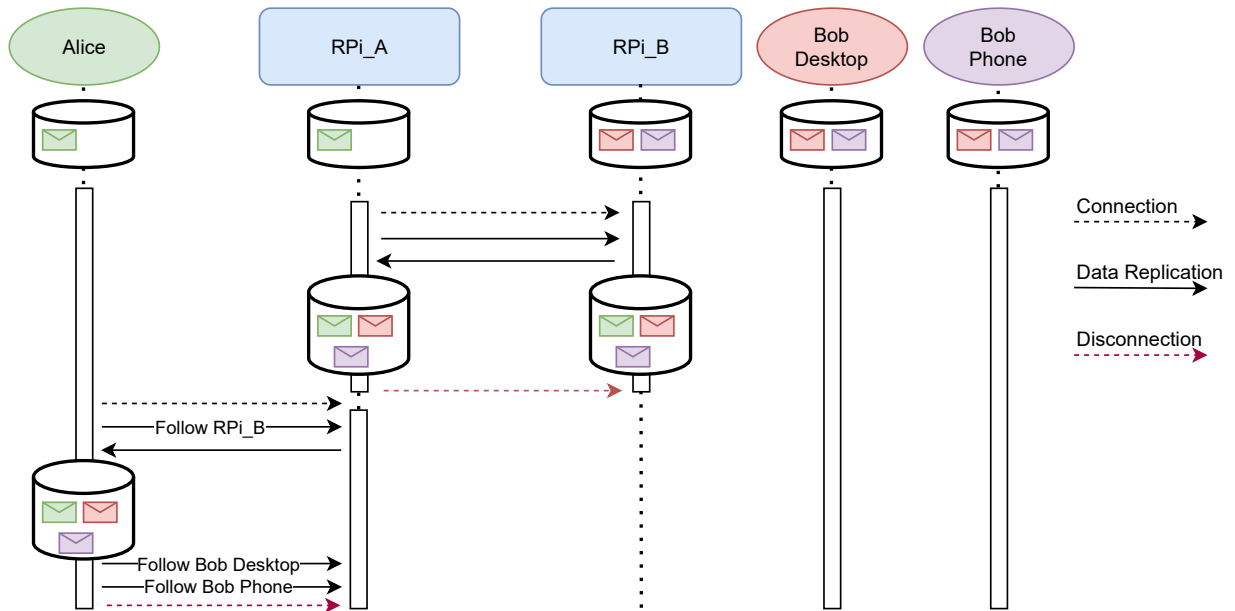 Alice
RPi_A
RPi_B
Bob
Desktop
Bob
Phone
Connection
Data Replication
Disconnection
Follow RPi_B
Follow Bob Desktop
Follow Bob Phone